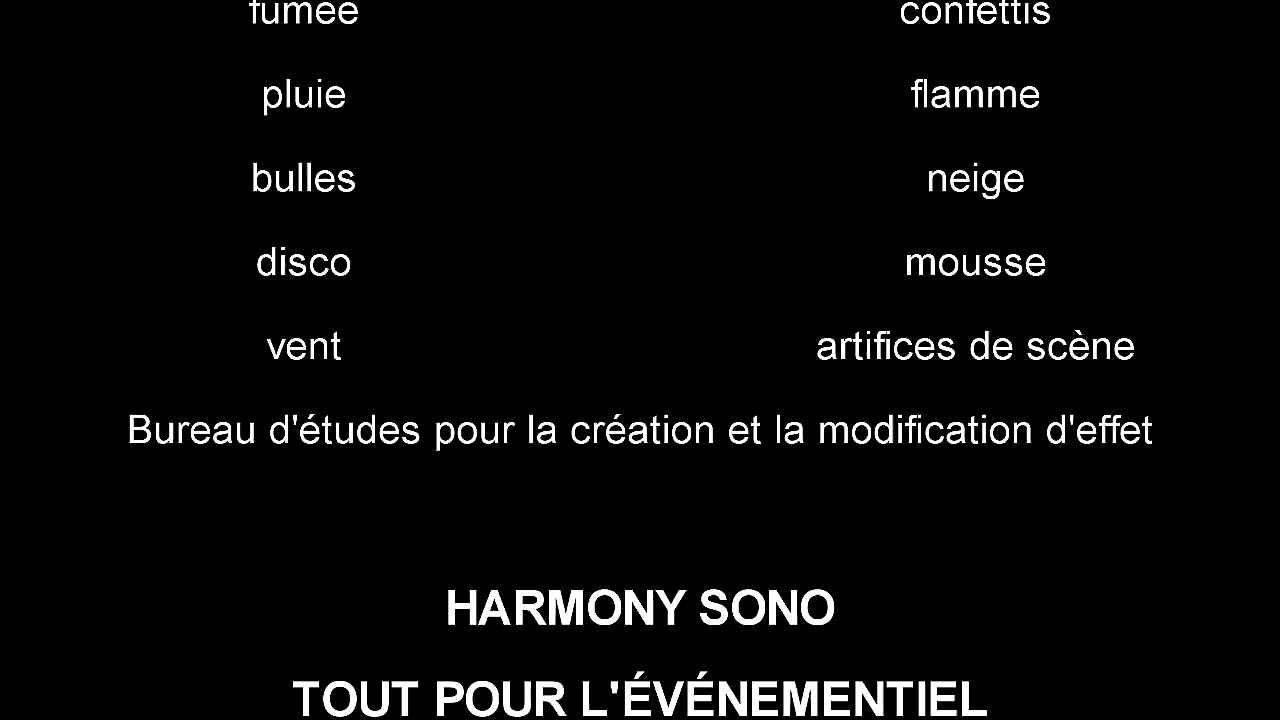 fumée confettis
pluie flamme
bulles neige
disco mousse
vent artifices de scène
Bureau d'études pour la création et la modification d'effet
HARMONY SONO
TOUT POUR L'ÉVÉNEMENTIEL